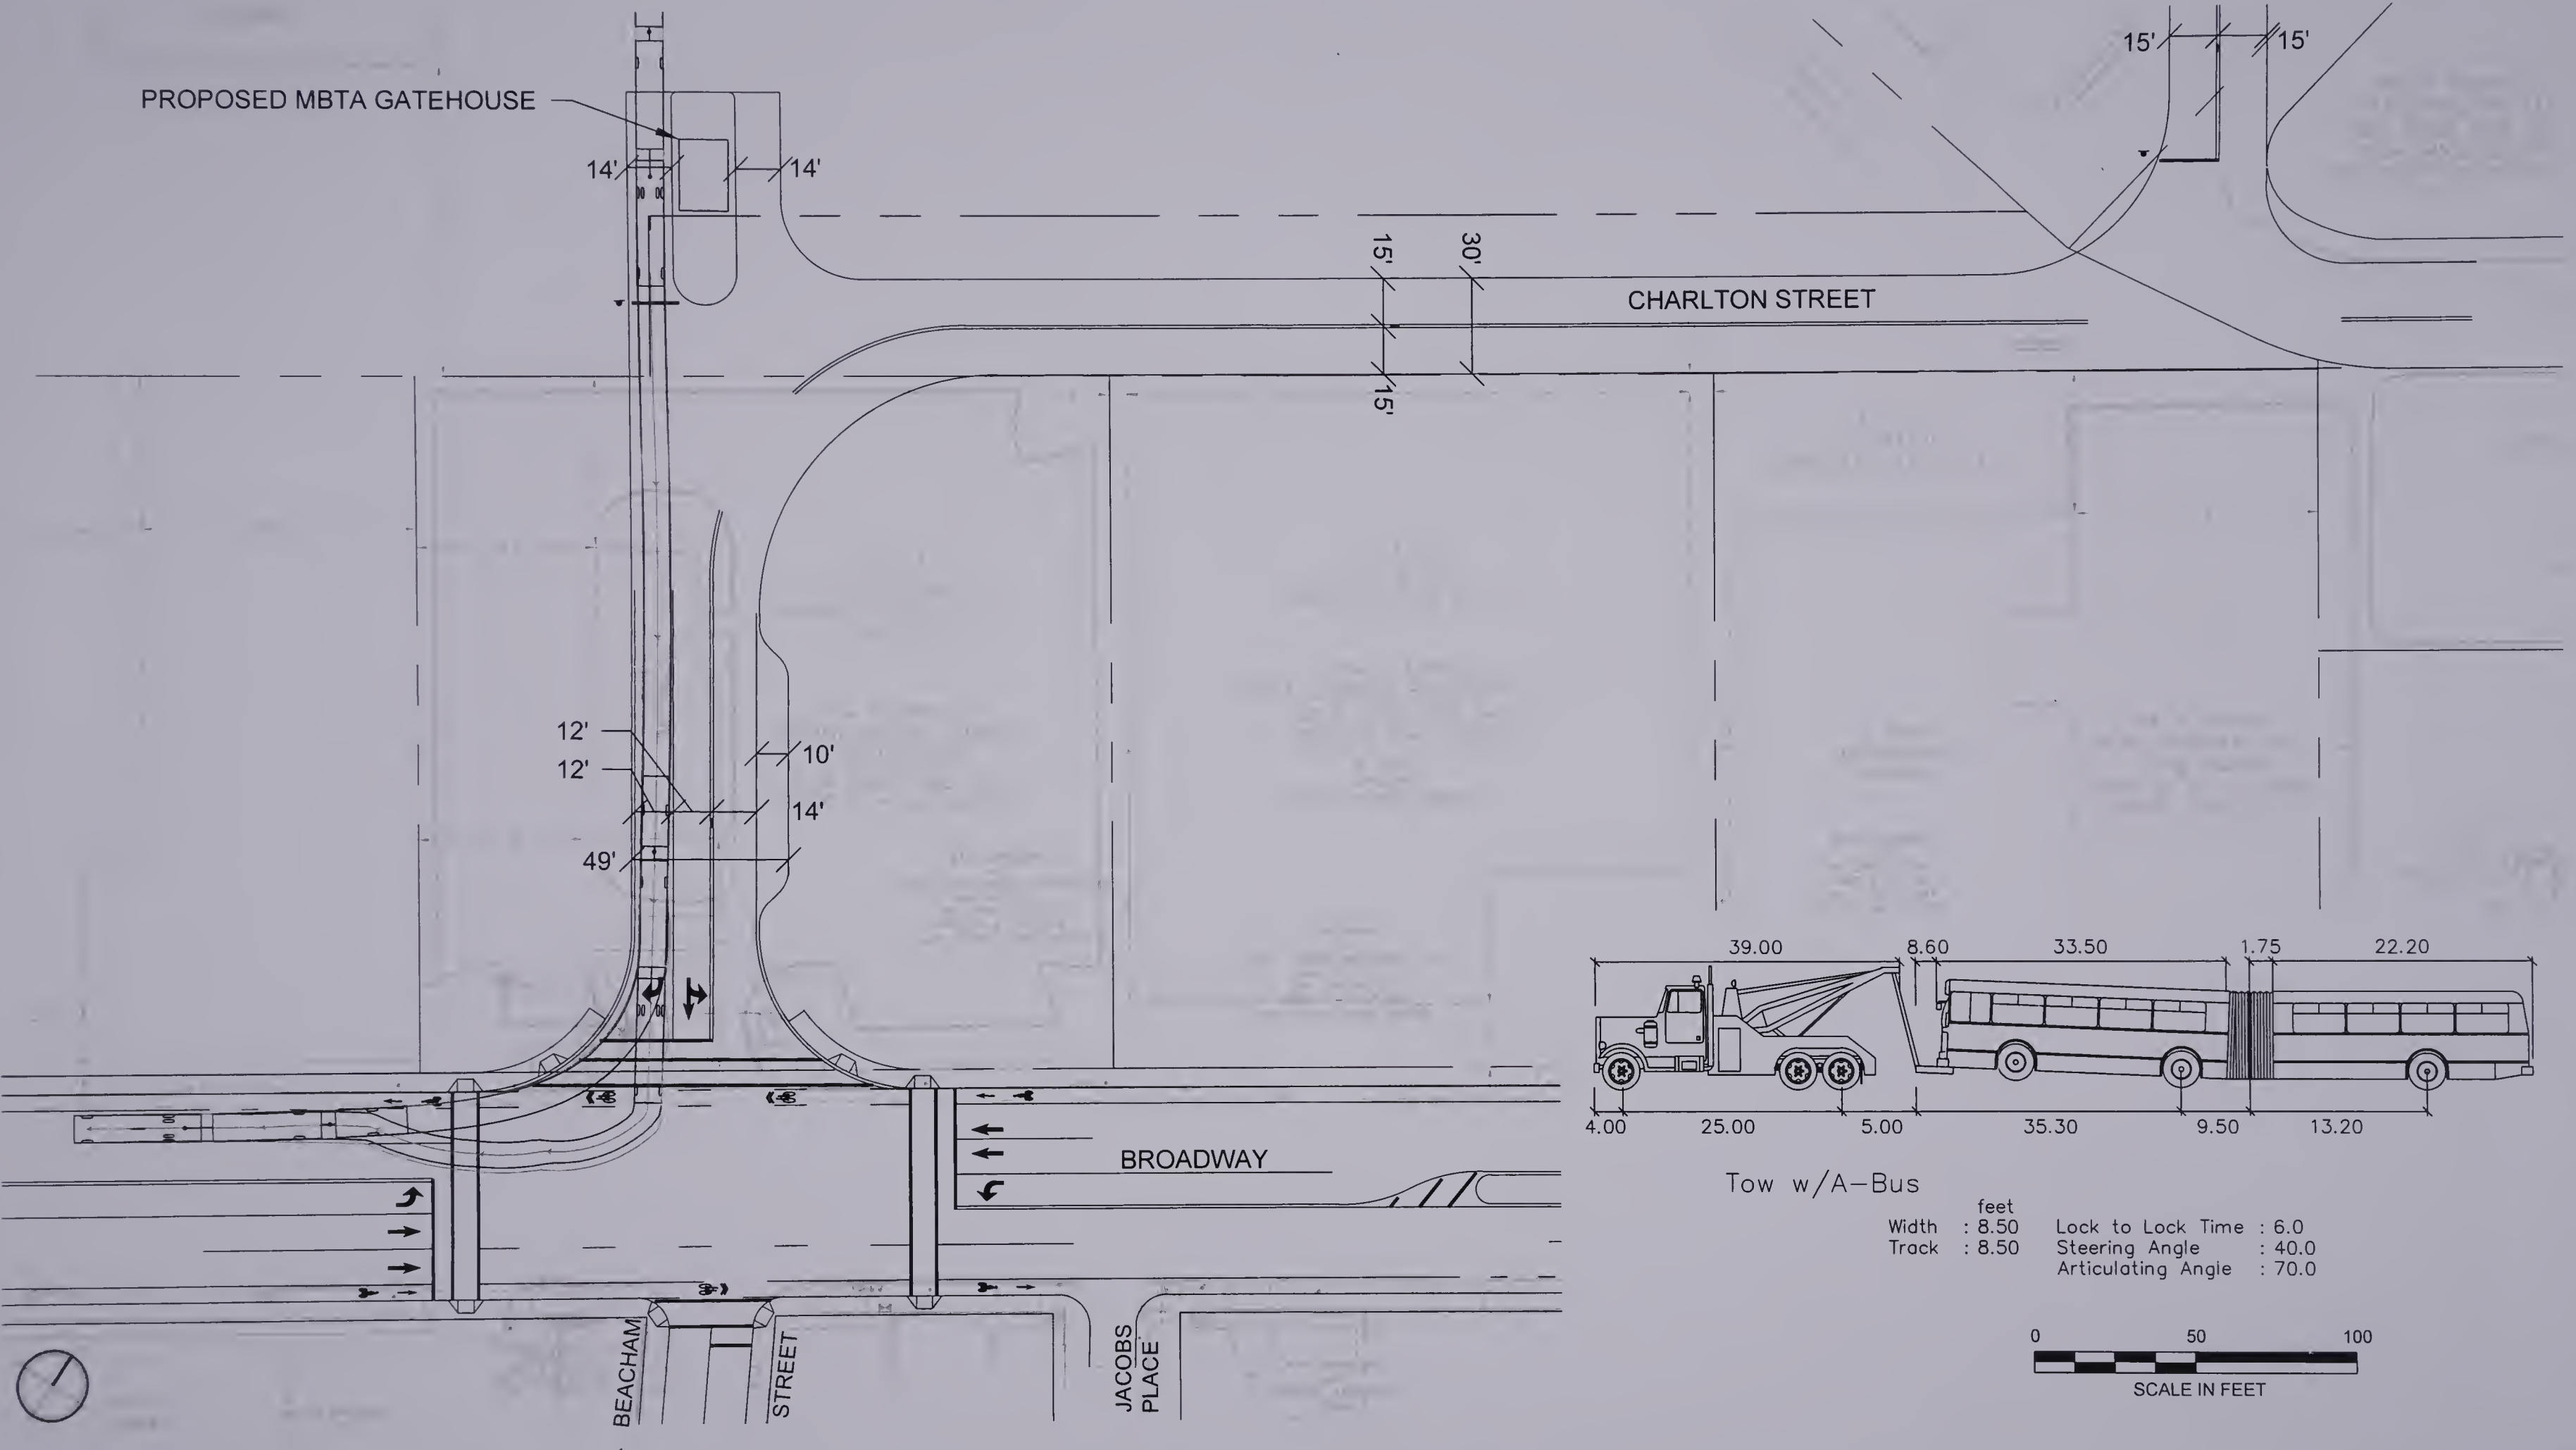 15'
15'
PROPOSED MBTA GATEHOUSE
14'
14'
15'
30'
CHARLTON STREET
15'
12'
12'
10'
14'
49'
39.00
8.60
33.50
1.75
22.20
4.00
25.00
5.00
35.30
9.50
13.20
BROADWAY
Tow w/A-Bus
feet
Width : 8.50
Track : 8.50
Lock to Lock Time : 6.0
Steering Angle : 40.0
Articulating Angle : 70.0
BEACHAM
STREET
JACOBS
PLACE
0 50 100
SCALE IN FEET